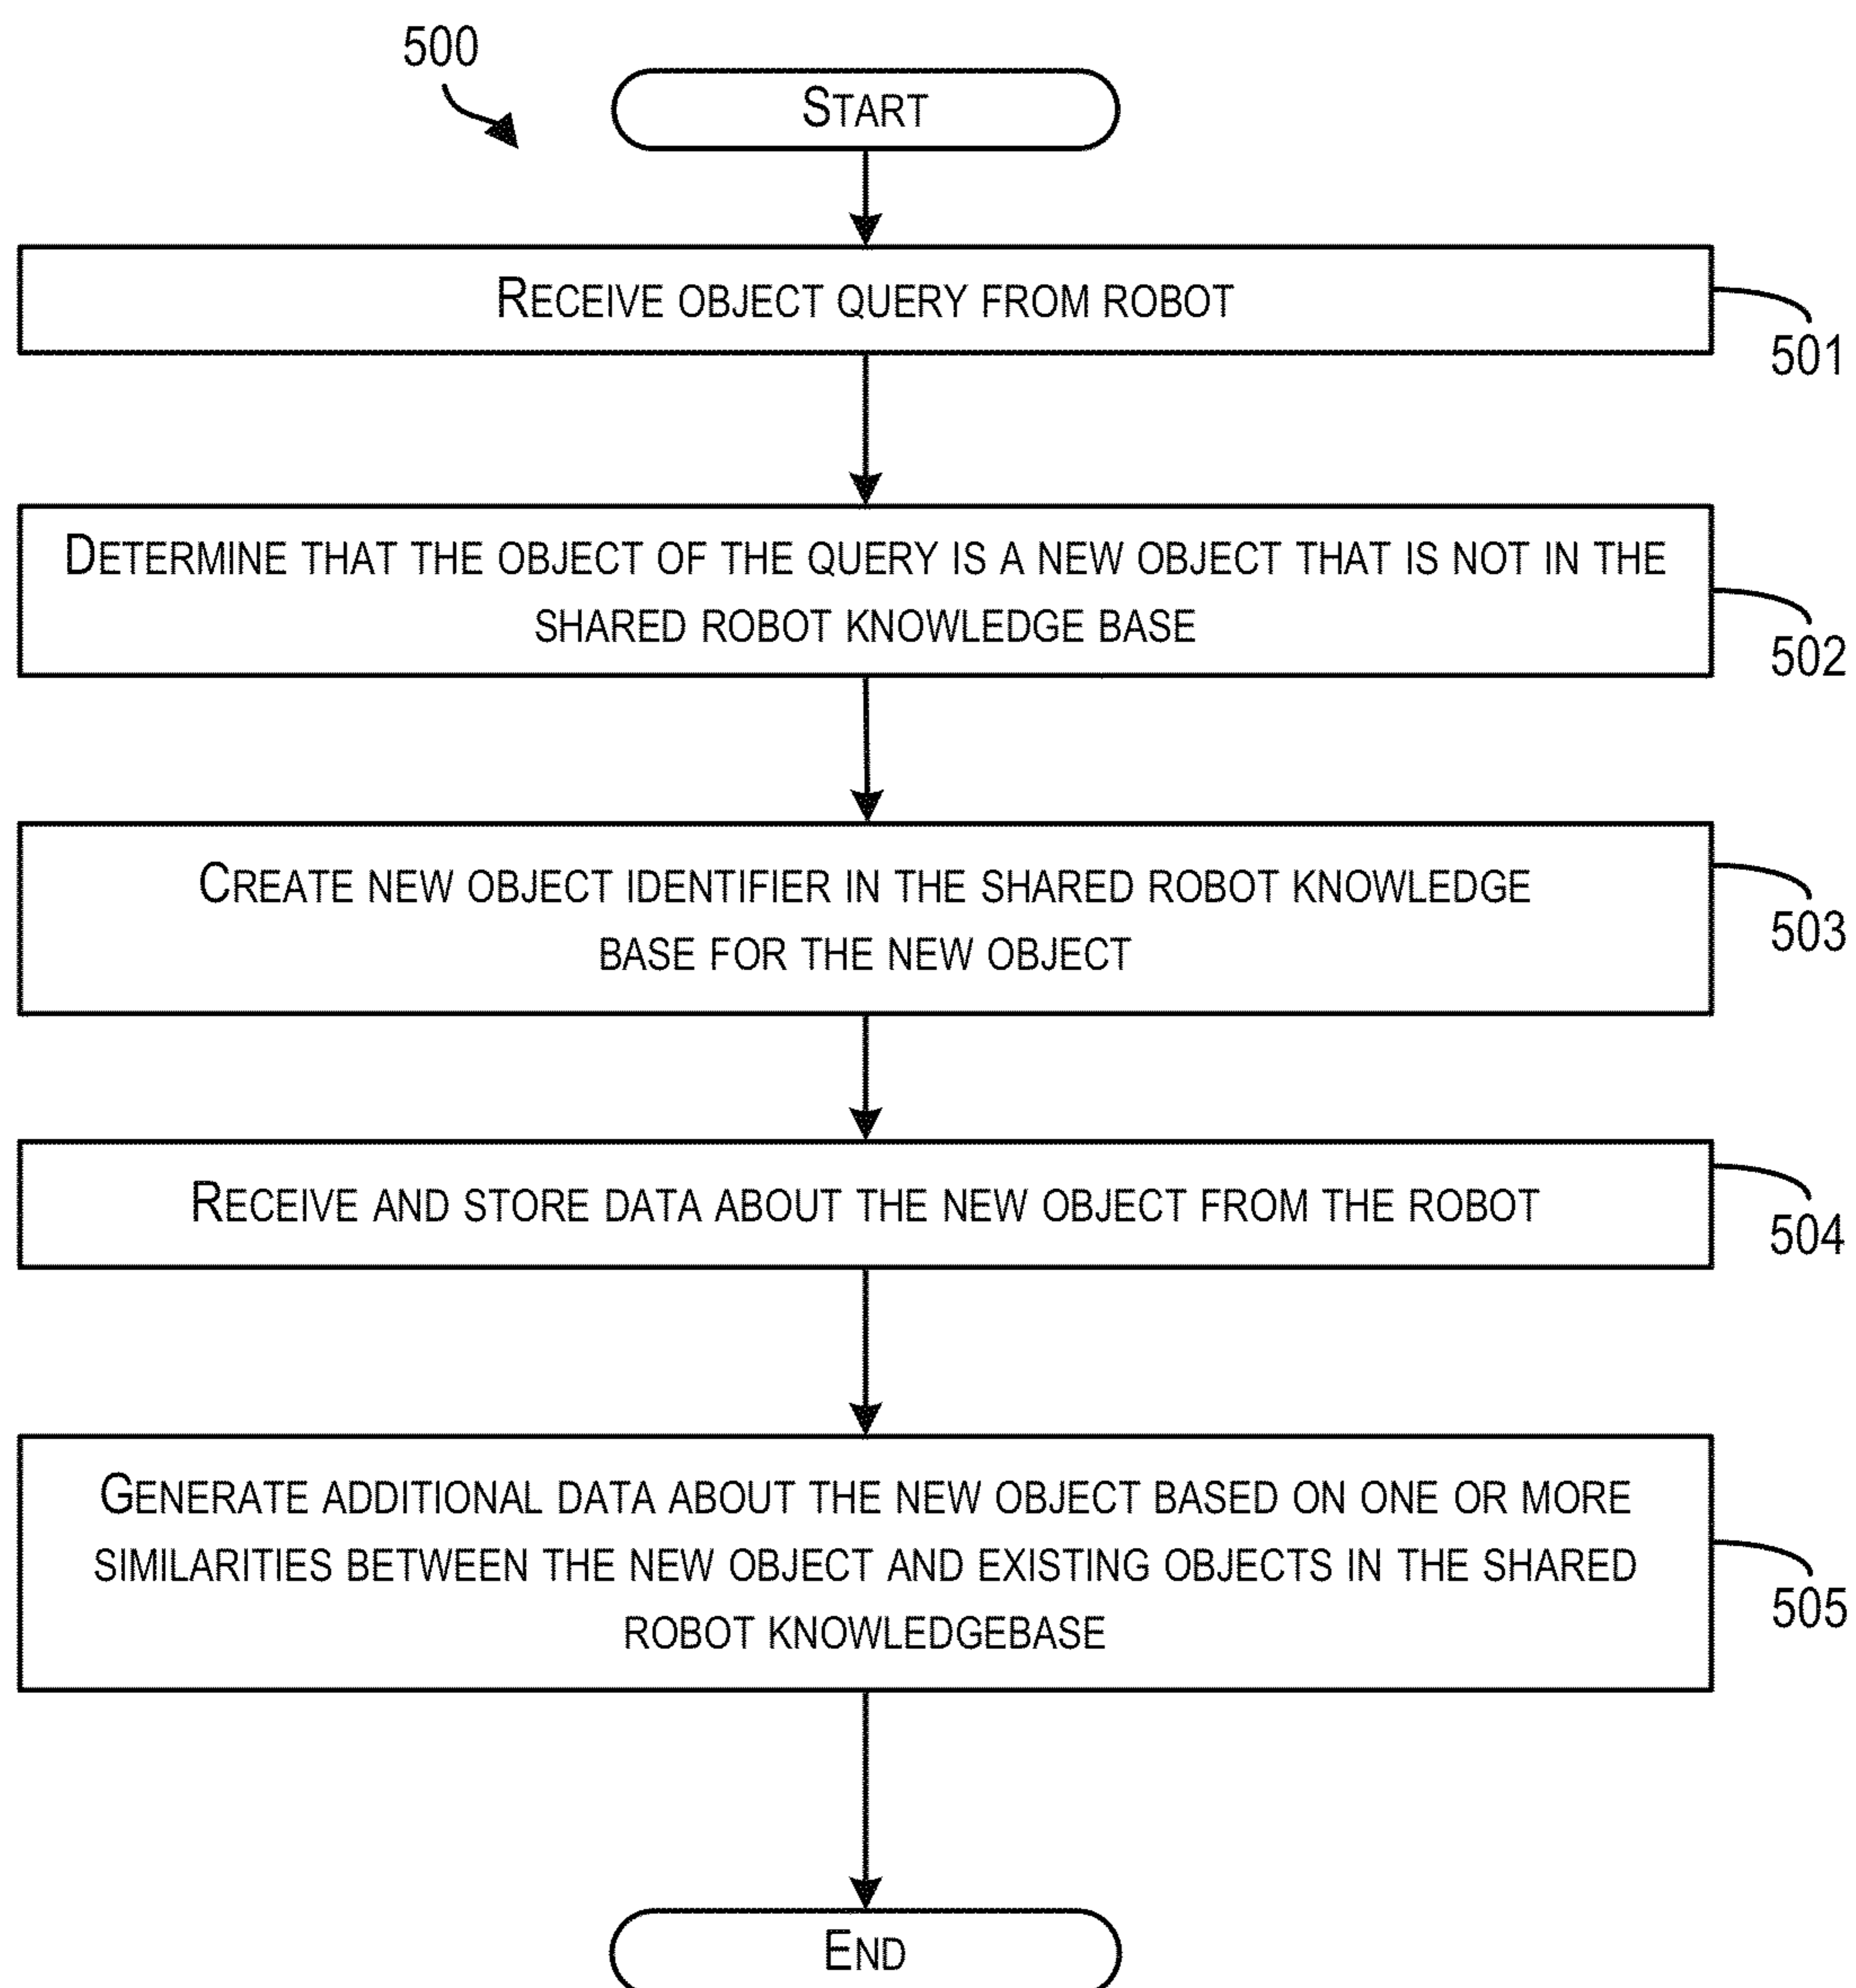 500
START
RECEIVE OBJECT QUERY FROM ROBOT
501
DETERMINE THAT THE OBJECT OF THE QUERY IS A NEW OBJECT THAT IS NOT IN THE
SHARED ROBOT KNOWLEDGE BASE
502
CREATE NEW OBJECT IDENTIFIER IN THE SHARED ROBOT KNOWLEDGE
BASE FOR THE NEW OBJECT
503
RECEIVE AND STORE DATA ABOUT THE NEW OBJECT FROM THE ROBOT
504
GENERATE ADDITIONAL DATA ABOUT THE NEW OBJECT BASED ON ONE OR MORE
SIMILARITIES BETWEEN THE NEW OBJECT AND EXISTING OBJECTS IN THE SHARED
ROBOT KNOWLEDGEBASE
505
END